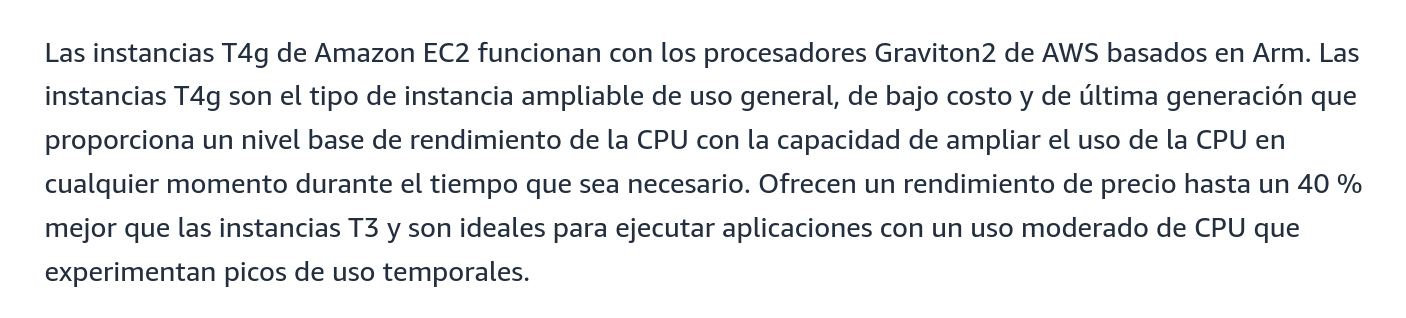 Las instancias T4g de Amazon EC2 funcionan con los procesadores Graviton2 de AWS basados en Arm. Las
instancias T4g son el tipo de instancia ampliable de uso general, de bajo costo y de última generación que
proporciona un nivel base de rendimiento de la CPU con la capacidad de ampliar el uso de la CPU en
cualquier momento durante el tiempo que sea necesario. Ofrecen un rendimiento de precio hasta un 40 %
mejor que las instancias T3 y son ideales para ejecutar aplicaciones con un uso moderado de CPU que
experimentan picos de uso temporales.